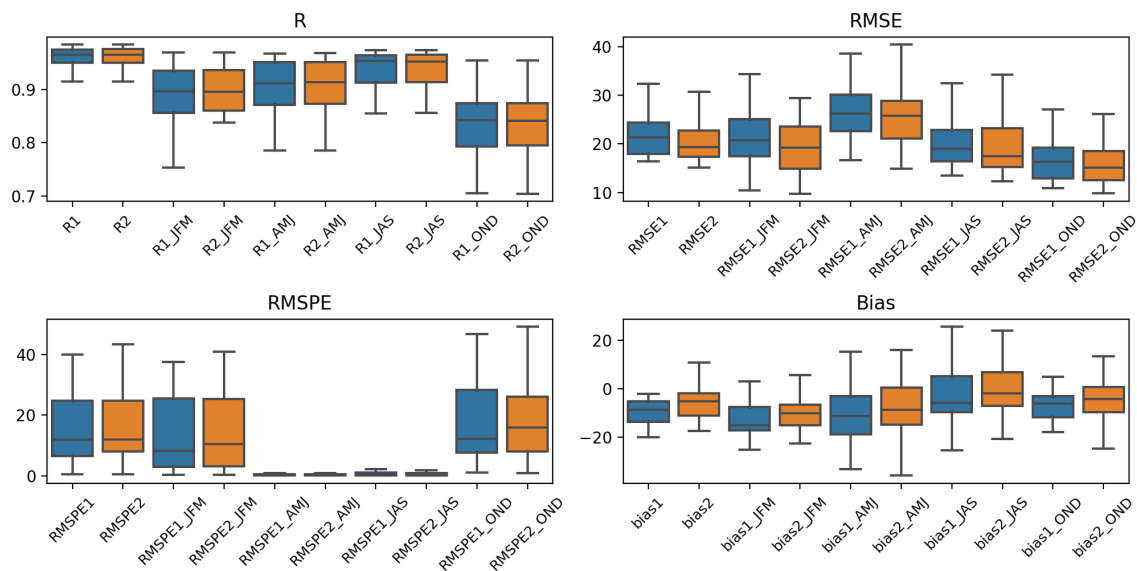 R
0.9
0.8
0.7
R1
R2
R1_JFM
R2_JFM
R1_AMJ
R2_AMJ
R1_JAS
R2_JAS
R1_OND
R2_OND
RMSE
40
30
20
10
RMSE1
RMSE2
RMSE1_JFM
RMSE2_JFM
RMSE1_AMJ
RMSE2_AMJ
RMSE1_JAS
RMSE2_JAS
RMSE1_OND
RMSE2_OND
RMSPE
40
20
0
RMSPE1
RMSPE2
RMSPE1_JFM
RMSPE2_JFM
RMSPE1_AMJ
RMSPE2_AMJ
RMSPE1_JAS
RMSPE2_JAS
RMSPE1_OND
RMSPE2_OND
Bias
20
0
−20
bias1
bias2
bias1_JFM
bias2_JFM
bias1_AMJ
bias2_AMJ
bias1_JAS
bias2_JAS
bias1_OND
bias2_OND